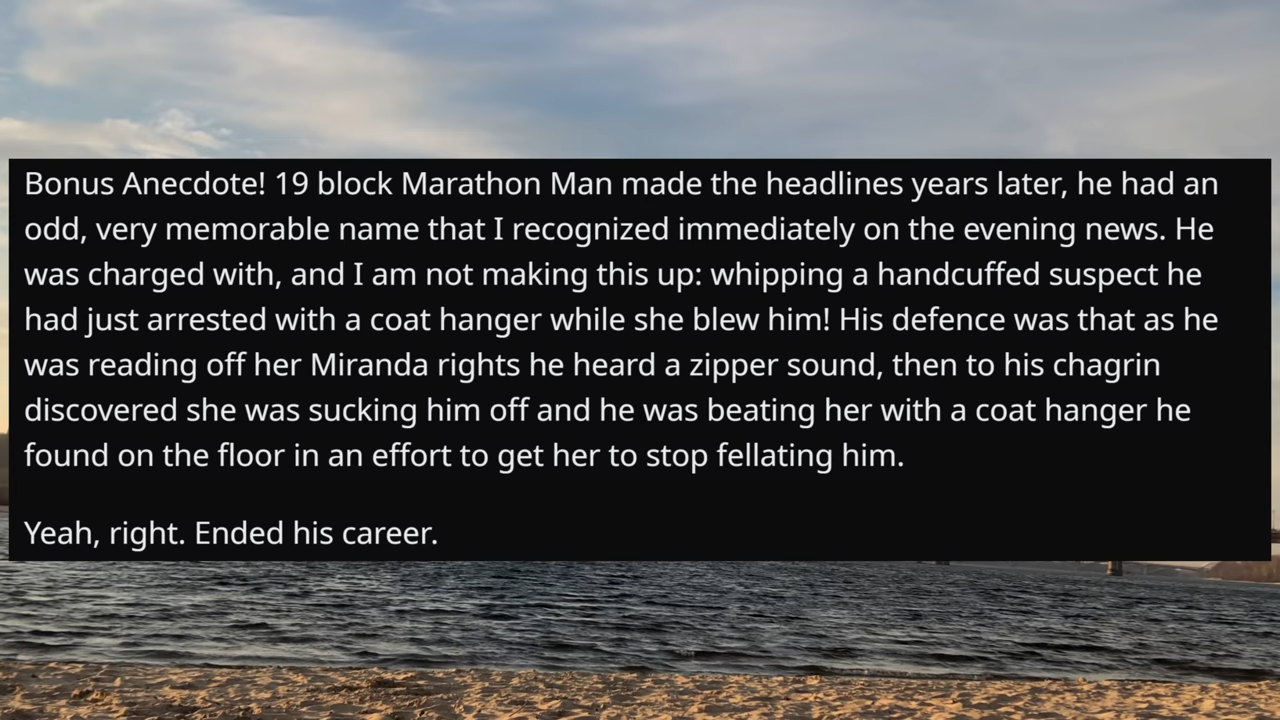 Bonus Anecdote! 19 block Marathon Man made the headlines years later, he had an
odd, very memorable name that I recognized immediately on the evening news. He
was charged with, and I am not making this up: whipping a handcuffed suspect he
had just arrested with a coat hanger while she blew him! His defence was that as he
was reading off her Miranda rights he heard a zipper sound, then to his chagrin
discovered she was sucking him off and he was beating her with a coat hanger he
found on the floor in an effort to get her to stop fellating him.
Yeah, right. Ended his career.